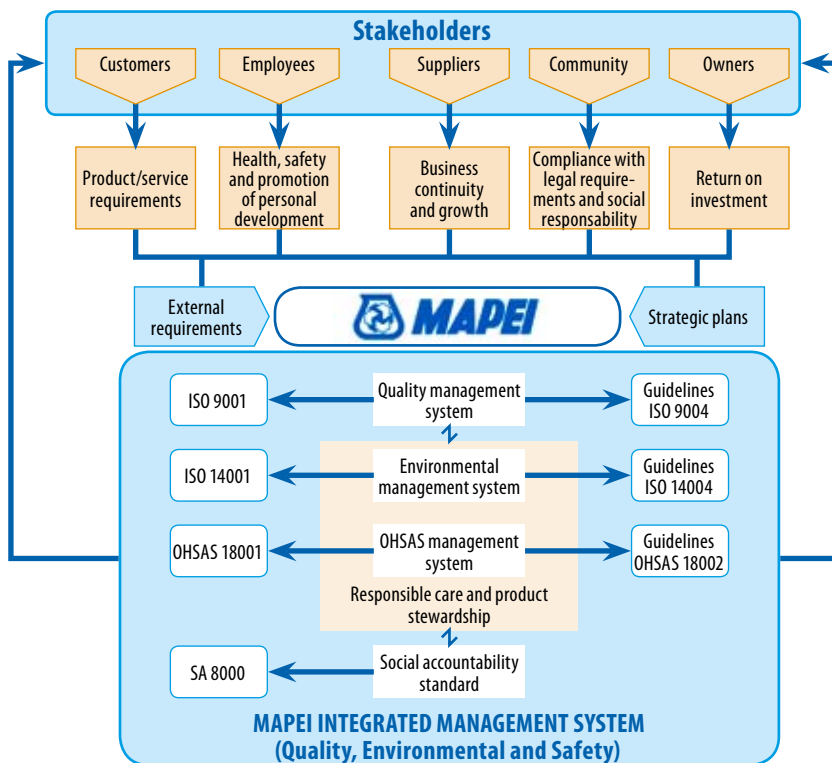 Stakeholders
Customers
Employees
Suppliers
Community
Owners
Product/service
requirements
Health, safety
and promotion
of personal
development
Business
continuity
and growth
Compliance with
legal require-
ments and social
responsability
Return on
investment
External
requirements
MAPEI
Strategic plans
ISO 9001
Quality management
system
Guidelines
ISO 9004
ISO 14001
Environmental
management system
Guidelines
ISO 14004
OHSAS 18001
OHSAS management
system
Guidelines
OHSAS 18002
Responsible care and product
stewardship
SA 8000
Social accountability
standard
MAPEI INTEGRATED MANAGEMENT SYSTEM
(Quality, Environmental and Safety)